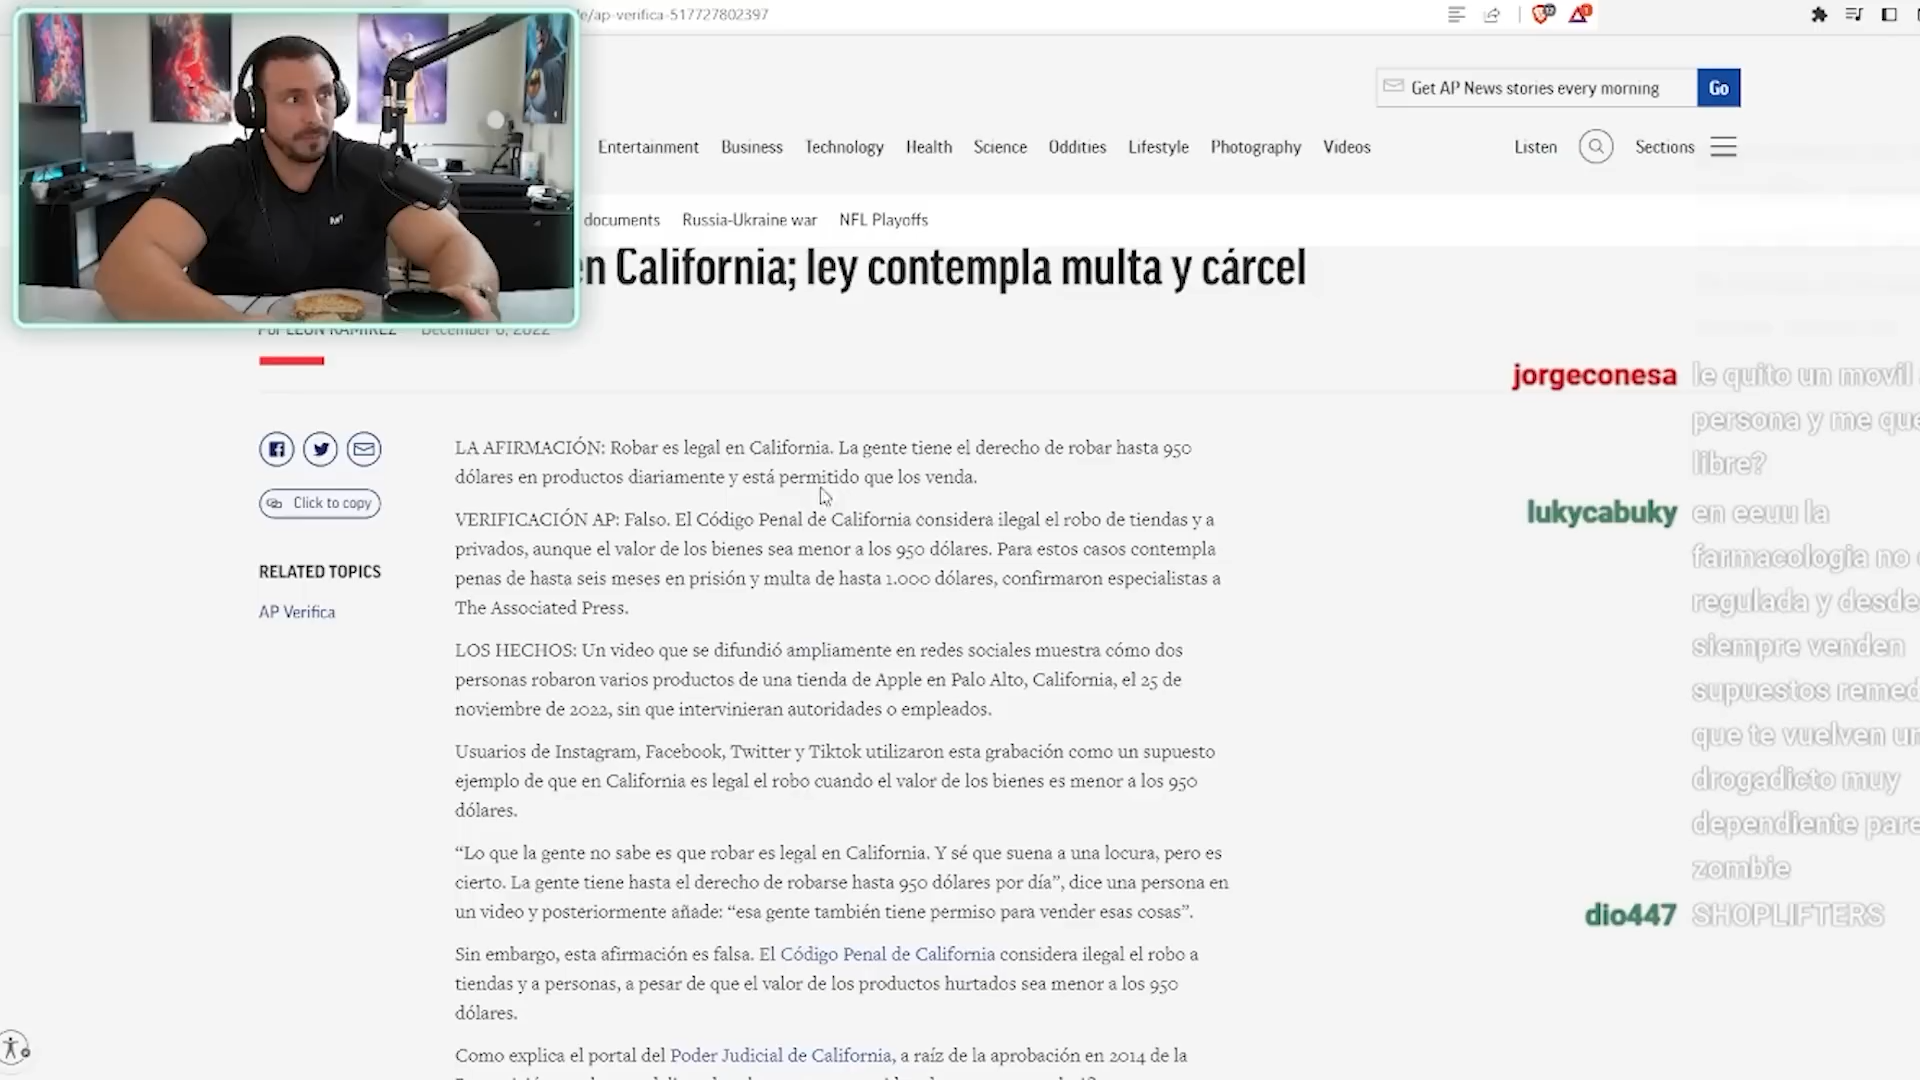 /ap-verifica-517727802397
Get AP News stories every morning
Go
Entertainment Business Technology Health Science Oddities Lifestyle Photography Videos
Listen
Sections
documents Russia-Ukraine war NFL Playoffs
en California; ley contempla multa y cárcel
Por LEÓN RAMÍREZ December 6, 2022
Click to copy
RELATED TOPICS
AP Verifica
LA AFIRMACIÓN: Robar es legal en California. La gente tiene el derecho de robar hasta 950
dólares en productos diariamente y está permitido que los venda.
VERIFICACIÓN AP: Falso. El Código Penal de California considera ilegal el robo de tiendas y a
privados, aunque el valor de los bienes sea menor a los 950 dólares. Para estos casos contempla
penas de hasta seis meses en prisión y multa de hasta 1.000 dólares, confirmaron especialistas a
The Associated Press.
LOS HECHOS: Un video que se difundió ampliamente en redes sociales muestra cómo dos
personas robaron varios productos de una tienda de Apple en Palo Alto, California, el 25 de
noviembre de 2022, sin que intervinieran autoridades o empleados.
Usuarios de Instagram, Facebook, Twitter y Tiktok utilizaron esta grabación como un supuesto
ejemplo de que en California es legal el robo cuando el valor de los bienes es menor a los 950
dólares.
“Lo que la gente no sabe es que robar es legal en California. Y sé que suena a una locura, pero es
cierto. La gente tiene hasta el derecho de robarse hasta 950 dólares por día”, dice una persona en
un video y posteriormente añade: “esa gente también tiene permiso para vender esas cosas”.
Sin embargo, esta afirmación es falsa. El Código Penal de California considera ilegal el robo a
tiendas y a personas, a pesar de que el valor de los productos hurtados sea menor a los 950
dólares.
Como explica el portal del Poder Judicial de California, a raíz de la aprobación en 2014 de la
jorgeconesa le quito un movil
persona y me que
libre?
lukycabuky en eeuu la
farmacologia no
regulada y desde
siempre venden
supuestos remed
que te vuelven un
drogadicto muy
dependiente pare
zombie
dio447 SHOPLIFTERS